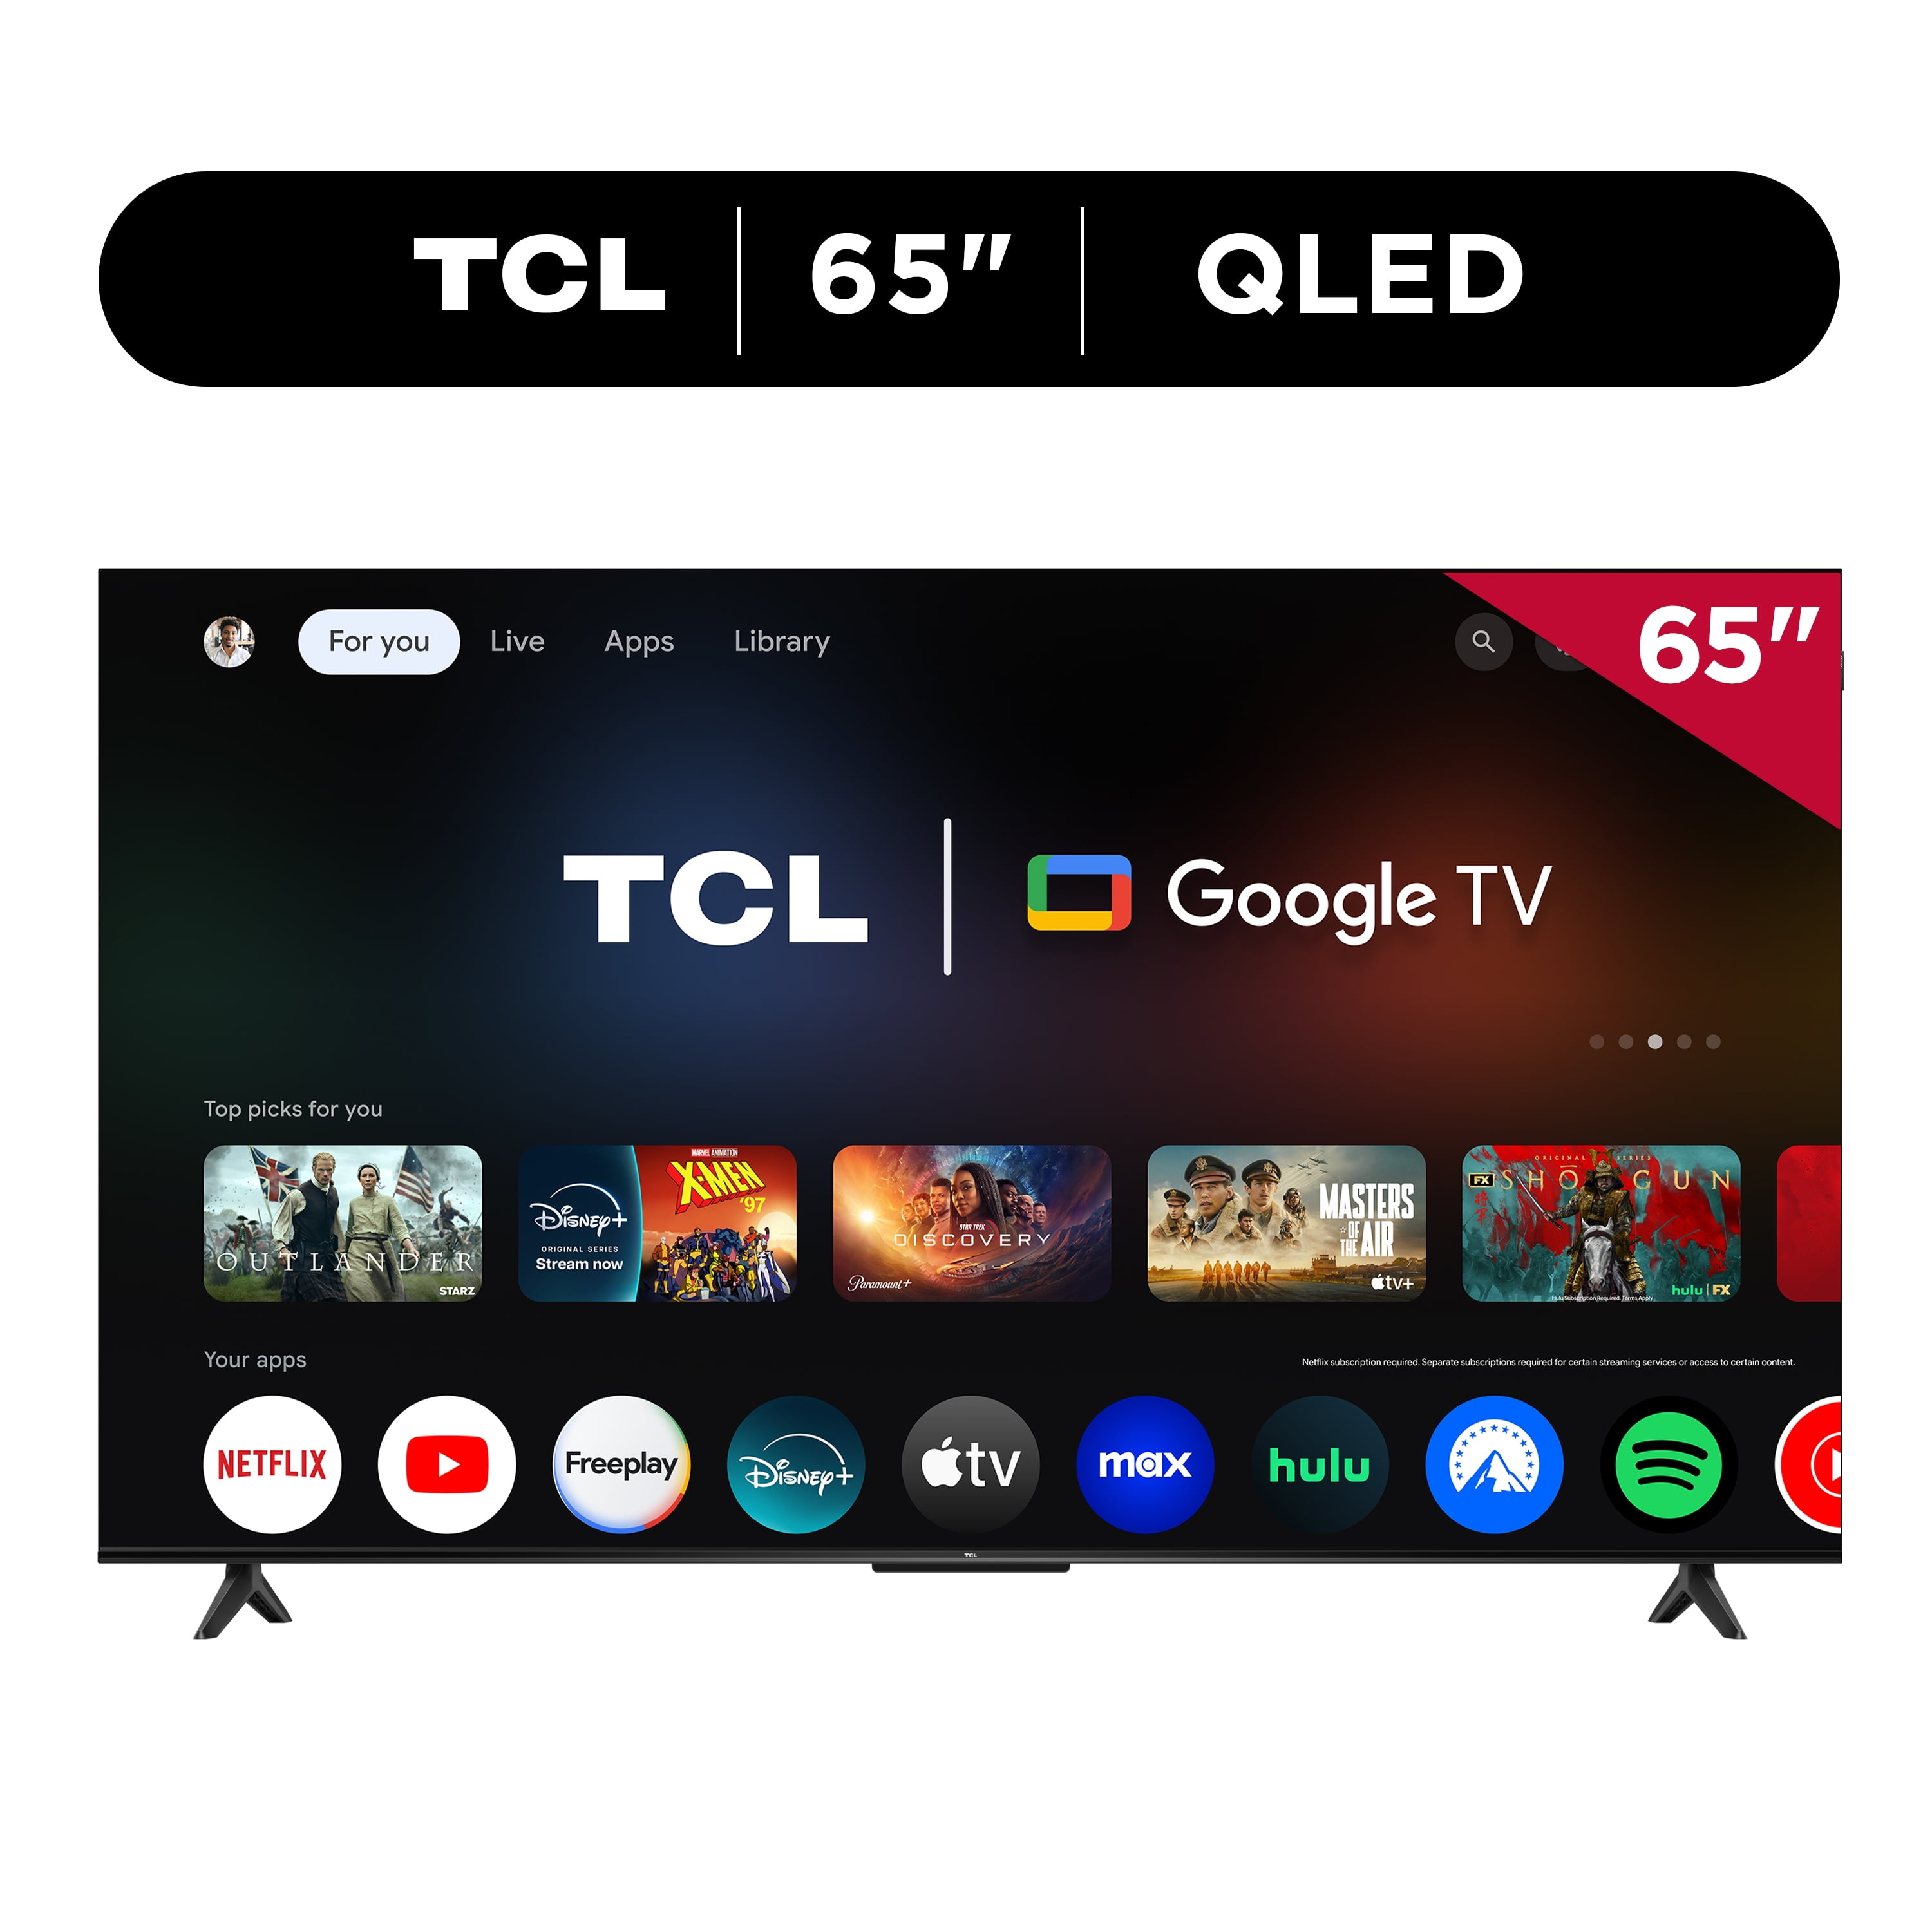 TCL 65" QLED
65"
For you Live Apps Library
TCL Google TV
Top picks for you
OUTLANDER
STARZ
Disney+
ORIGINAL SERIES
Stream now
MARVEL ANIMATION
X-MEN
'97
STAR TREK
DISCOVERY
Paramount+
MASTERS
OF
THE AIR
tv+
ORIGINAL SERIES
FX SHŌGUN
将軍
hulu | FX
Hulu Subscription Required. Terms Apply.
Your apps
Netflix subscription required. Separate subscriptions required for certain streaming services or access to certain content.
NETFLIX
Freeplay
Disney+
tv
max
hulu
TCL